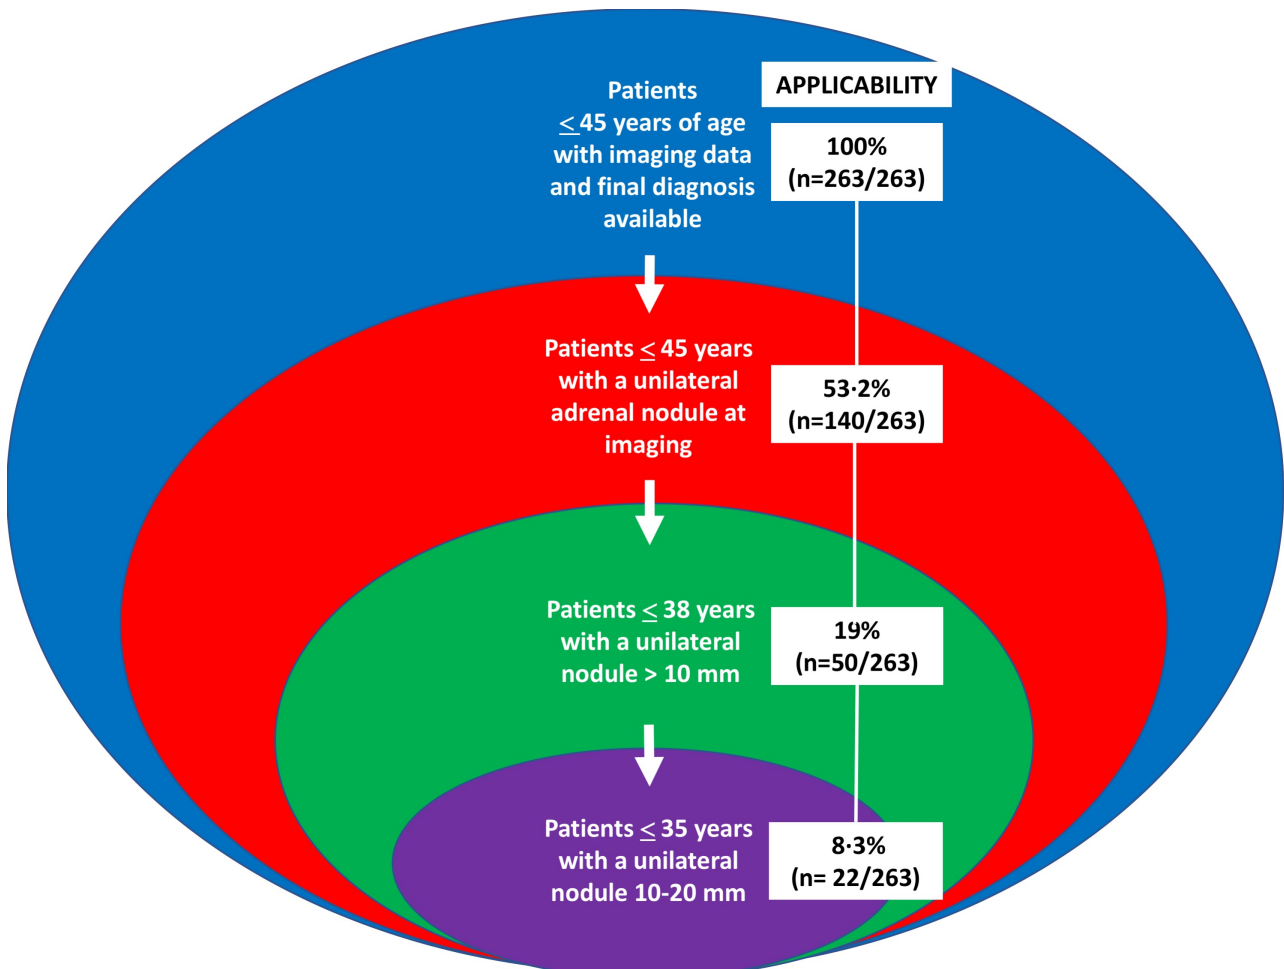 APPLICABILITY
Patients
≤ 45 years of age
with imaging data
and final diagnosis
available
100%
(n=263/263)
Patients ≤ 45 years
with a unilateral
adrenal nodule at
imaging
53·2%
(n=140/263)
Patients ≤ 38 years
with a unilateral
nodule > 10 mm
19%
(n=50/263)
Patients ≤ 35 years
with a unilateral
nodule 10-20 mm
8·3%
(n= 22/263)